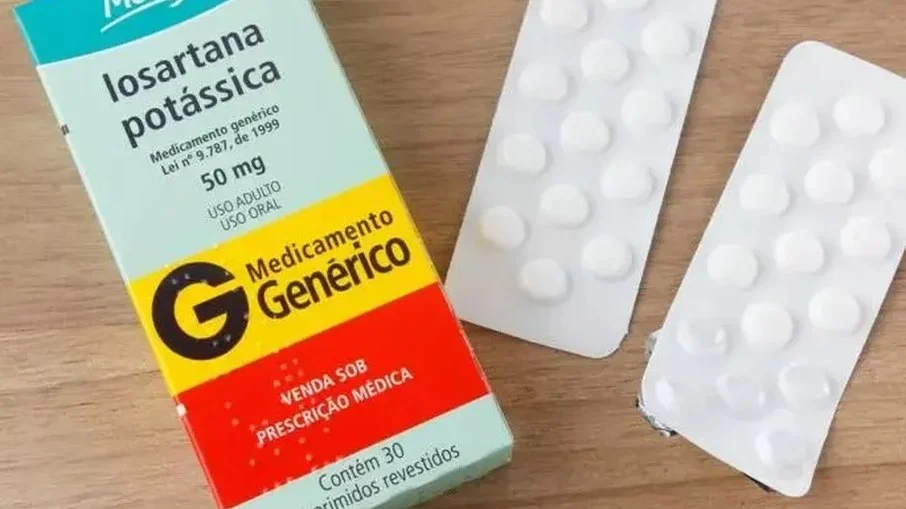 losartana
potássica
Medicamento genérico
Lei nº 9.787, de 1999
50 mg
USO ADULTO
USO ORAL
G Medicamento
Genérico
VENDA SOB
PRESCRIÇÃO MÉDICA
Contém 30
revestidos